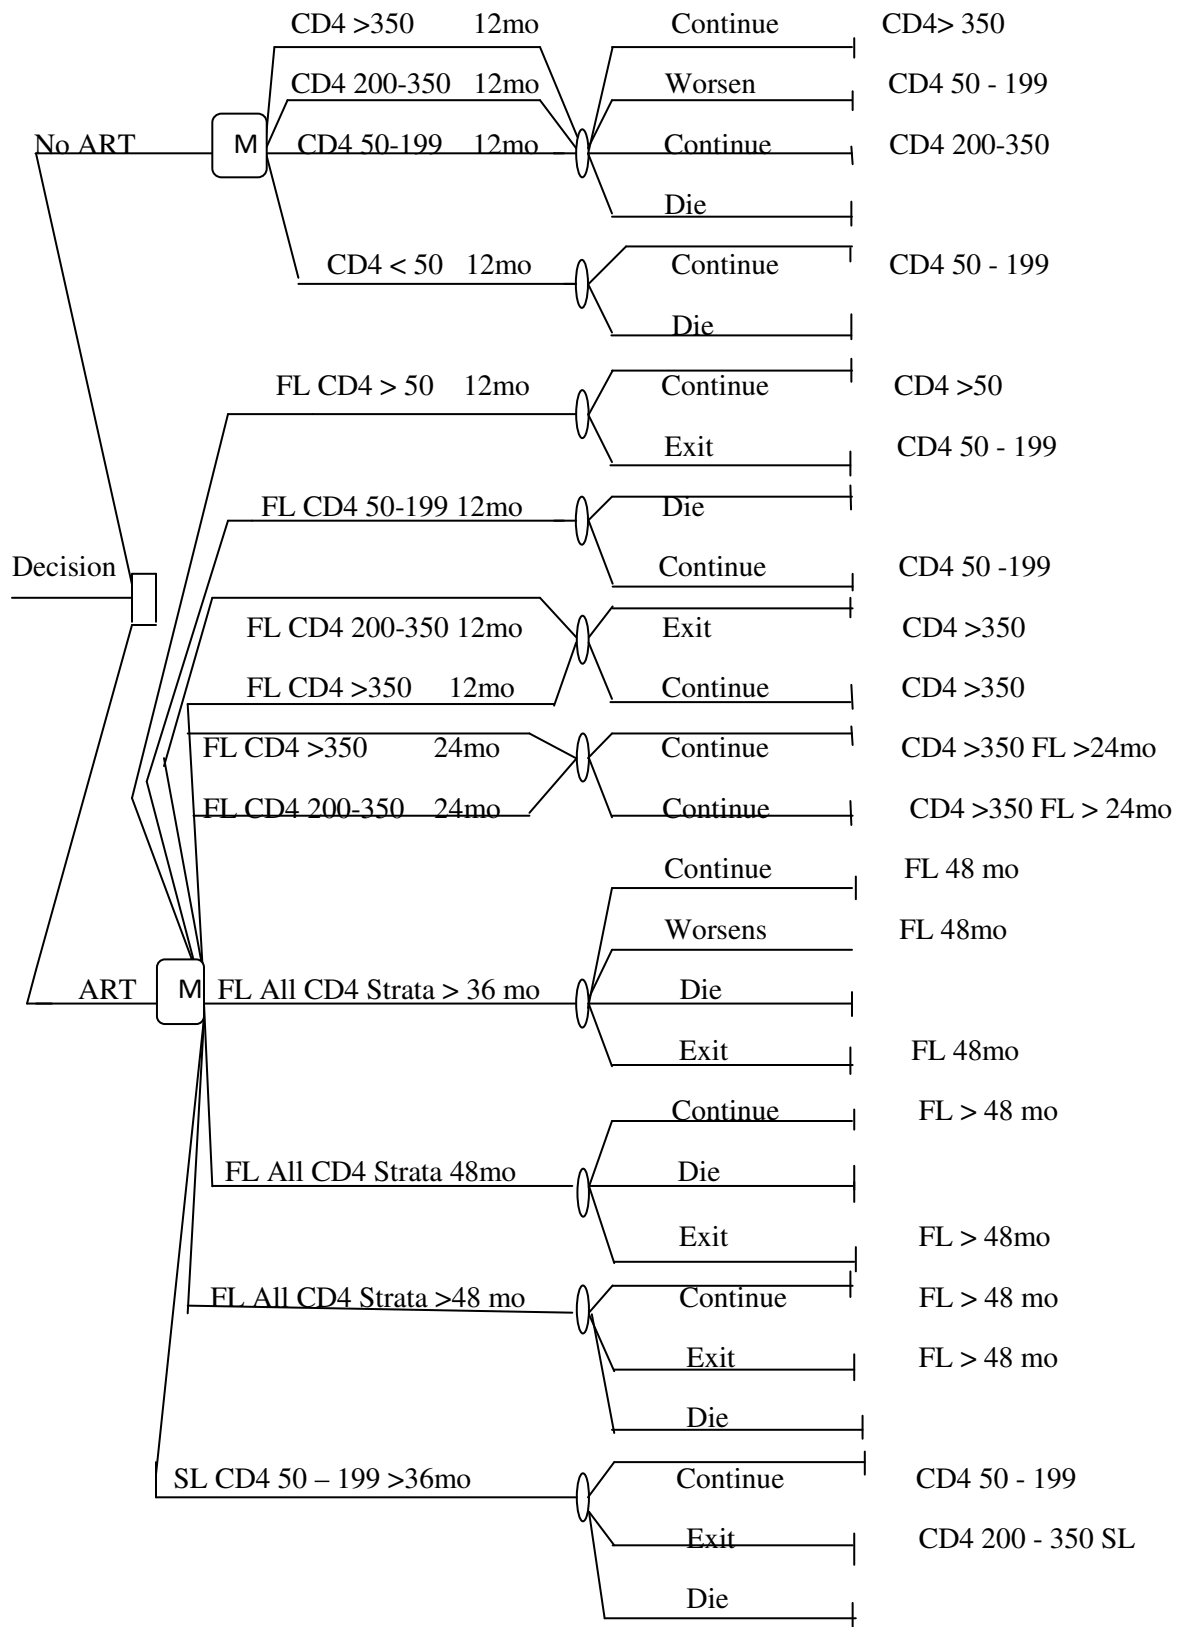 CD4 >350 12mo Continue CD4> 350
CD4 200-350 12mo Worsen CD4 50 - 199
No ART M CD4 50-199 12mo Continue CD4 200-350
Die
CD4 < 50 12mo Continue CD4 50 - 199
Die
FL CD4 > 50 12mo Continue CD4 >50
Exit CD4 50 - 199
FL CD4 50-199 12mo Die
Decision Continue CD4 50 -199
FL CD4 200-350 12mo Exit CD4 >350
FL CD4 >350 12mo Continue CD4 >350
FL CD4 >350 24mo Continue CD4 >350 FL >24mo
FL CD4 200-350 24mo Continue CD4 >350 FL > 24mo
Continue FL 48 mo
Worsens FL 48mo
ART M FL All CD4 Strata > 36 mo Die
Exit FL 48mo
Continue FL > 48 mo
FL All CD4 Strata 48mo Die
Exit FL > 48mo
FL All CD4 Strata >48 mo Continue FL > 48 mo
Exit FL > 48 mo
Die
SL CD4 50 – 199 >36mo Continue CD4 50 - 199
Exit CD4 200 - 350 SL
Die